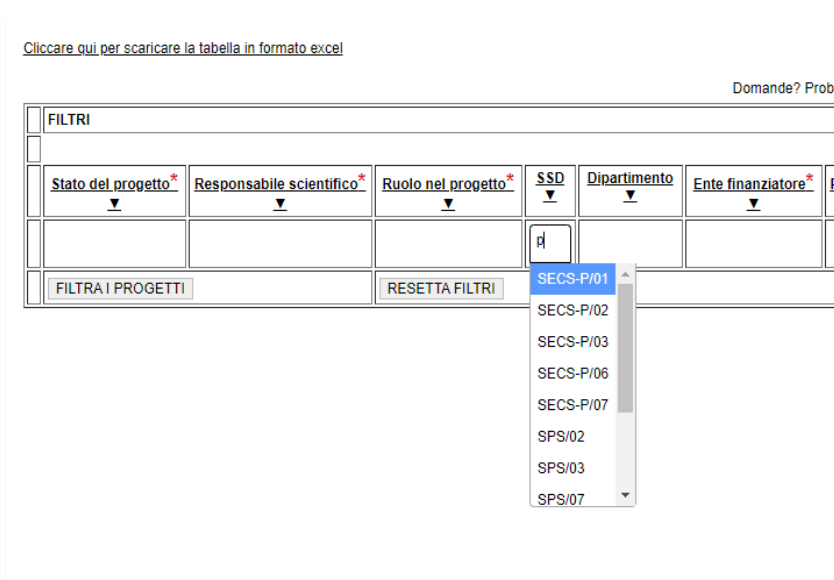 Cliccare qui per scaricare la tabella in formato excel
Domande? Prob
FILTRI
Stato del progetto* Responsabile scientifico* Ruolo nel progetto* SSD Dipartimento Ente finanziatore*
▼ ▼ ▼ ▼ ▼ ▼
p
FILTRA I PROGETTI RESETTA FILTRI
SECS-P/01
SECS-P/02
SECS-P/03
SECS-P/06
SECS-P/07
SPS/02
SPS/03
SPS/07